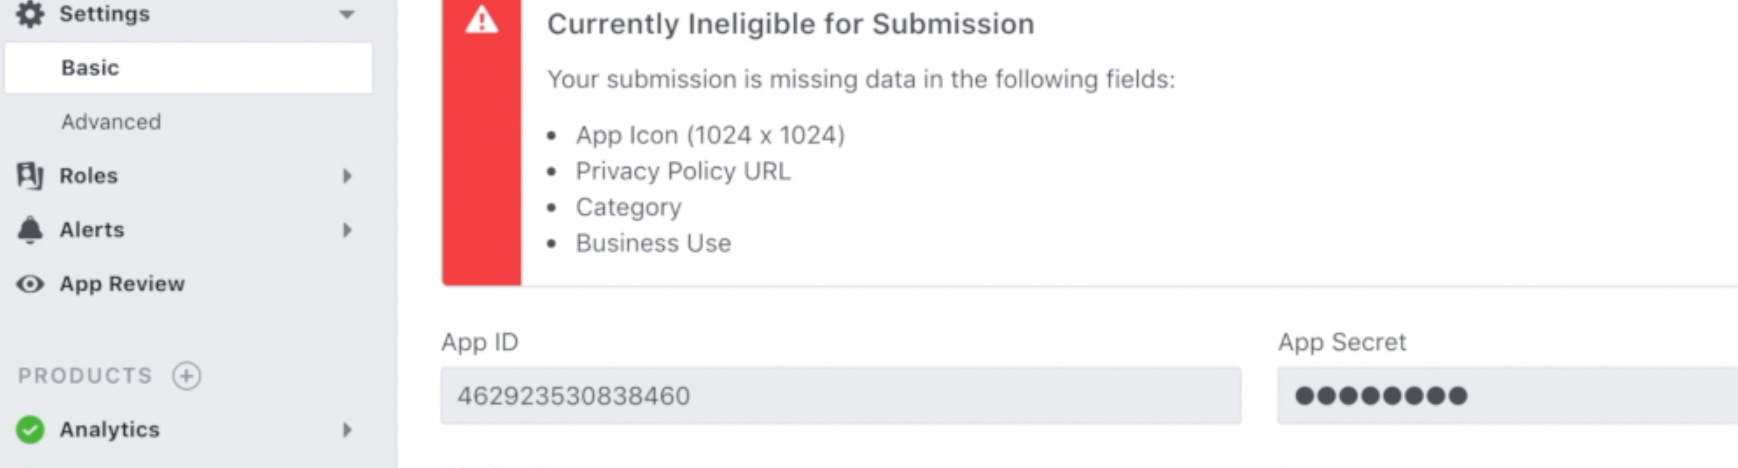 Settings
Basic
Advanced
Roles
Alerts
App Review
PRODUCTS
Analytics
Currently Ineligible for Submission
Your submission is missing data in the following fields:
• App Icon (1024 x 1024)
• Privacy Policy URL
• Category
• Business Use
App ID
462923530838460
App Secret
●●●●●●●●